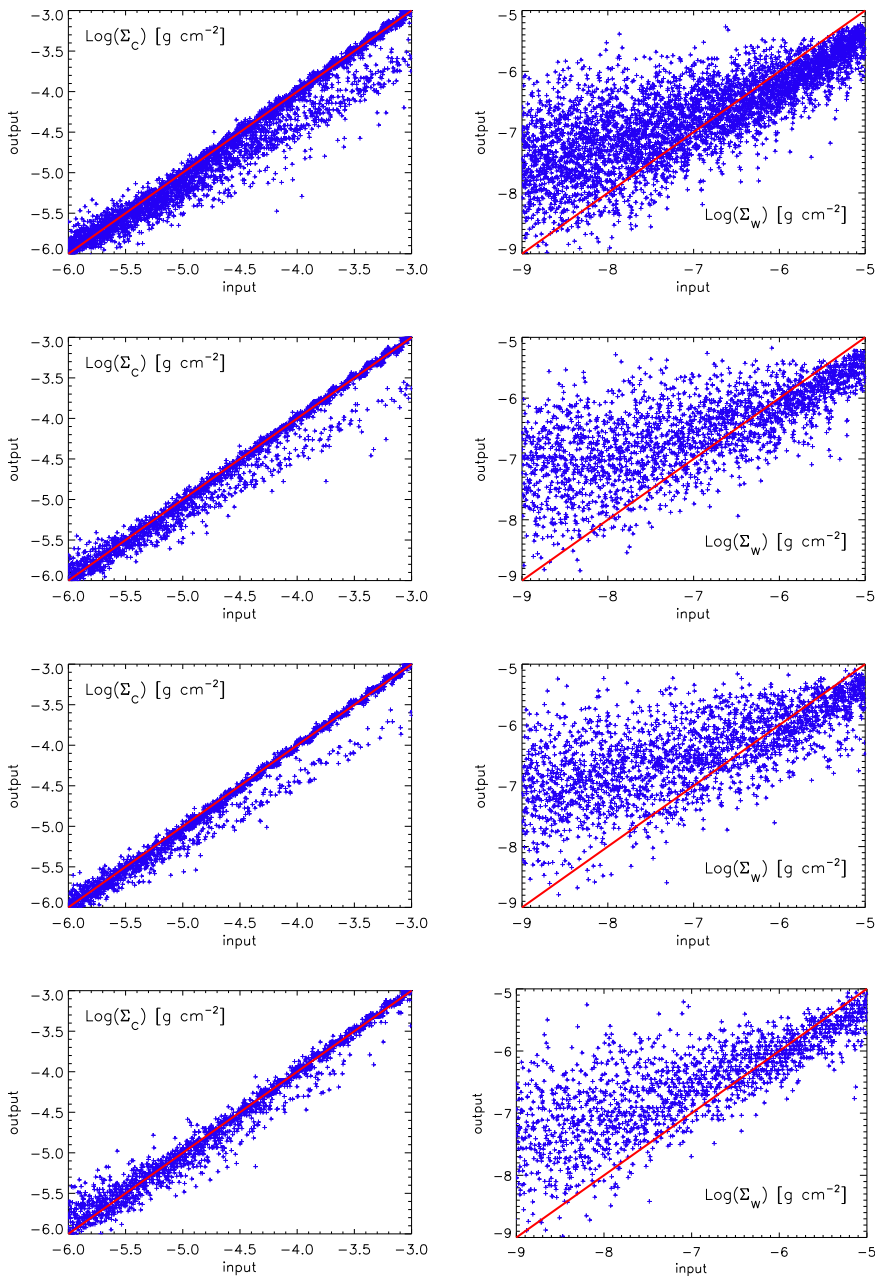 −3.0
−3.5
−4.0
−4.5
−5.0
−5.5
−6.0
output
Log(Σ_C) [g cm⁻²]
−6.0 −5.5 −5.0 −4.5 −4.0 −3.5 −3.0
input
−5
−6
−7
−8
−9
output
Log(Σ_W) [g cm⁻²]
−9 −8 −7 −6 −5
input
−3.0
−3.5
−4.0
−4.5
−5.0
−5.5
−6.0
output
Log(Σ_C) [g cm⁻²]
−6.0 −5.5 −5.0 −4.5 −4.0 −3.5 −3.0
input
−5
−6
−7
−8
−9
output
Log(Σ_W) [g cm⁻²]
−9 −8 −7 −6 −5
input
−3.0
−3.5
−4.0
−4.5
−5.0
−5.5
−6.0
output
Log(Σ_C) [g cm⁻²]
−6.0 −5.5 −5.0 −4.5 −4.0 −3.5 −3.0
input
−5
−6
−7
−8
−9
output
Log(Σ_W) [g cm⁻²]
−9 −8 −7 −6 −5
input
−3.0
−3.5
−4.0
−4.5
−5.0
−5.5
−6.0
output
Log(Σ_C) [g cm⁻²]
−6.0 −5.5 −5.0 −4.5 −4.0 −3.5 −3.0
input
−5
−6
−7
−8
−9
output
Log(Σ_W) [g cm⁻²]
−9 −8 −7 −6 −5
input